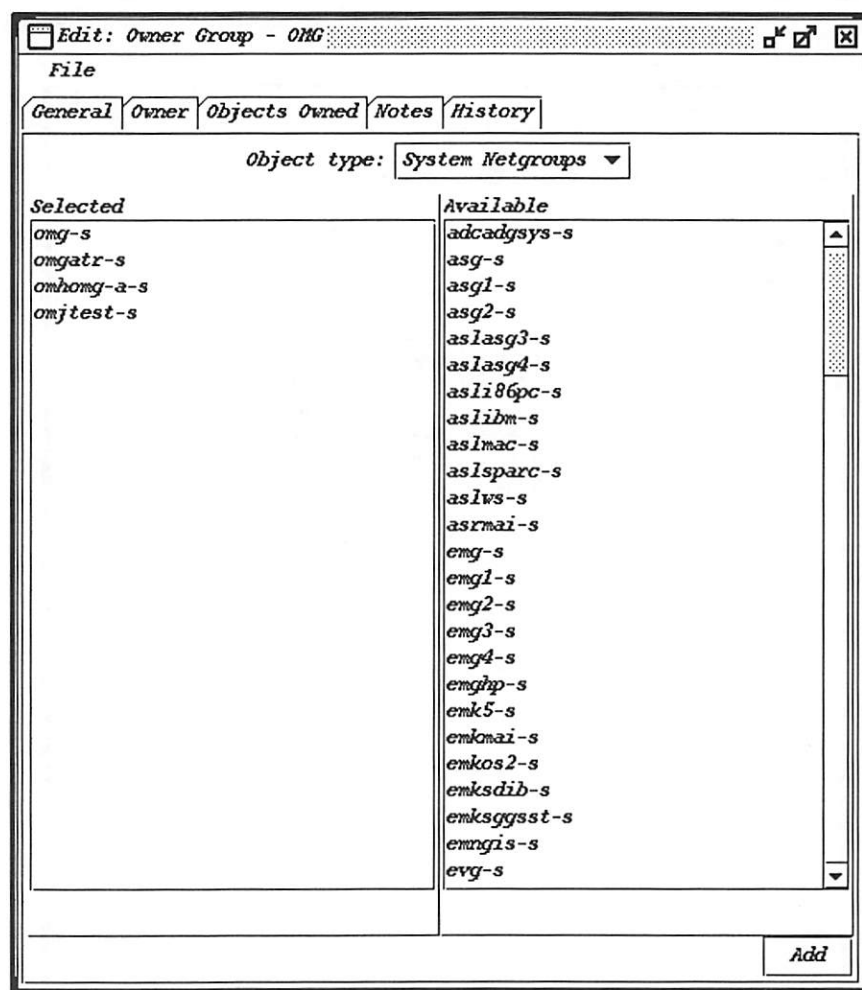 Edit: Owner Group - OMG
File
General Owner Objects Owned Notes History
Object type: System Netgroups
Selected
omg-s
omgatr-s
omhomg-a-s
omjtest-s
Available
adcadgsys-s
asg-s
asg1-s
asg2-s
aslasg3-s
aslasg4-s
asli86pc-s
aslibm-s
aslmac-s
aslsparc-s
aslws-s
asrmai-s
emg-s
emg1-s
emg2-s
emg3-s
emg4-s
emghp-s
emk5-s
emkmai-s
emkos2-s
emksdib-s
emksggsst-s
emngis-s
evg-s
Add